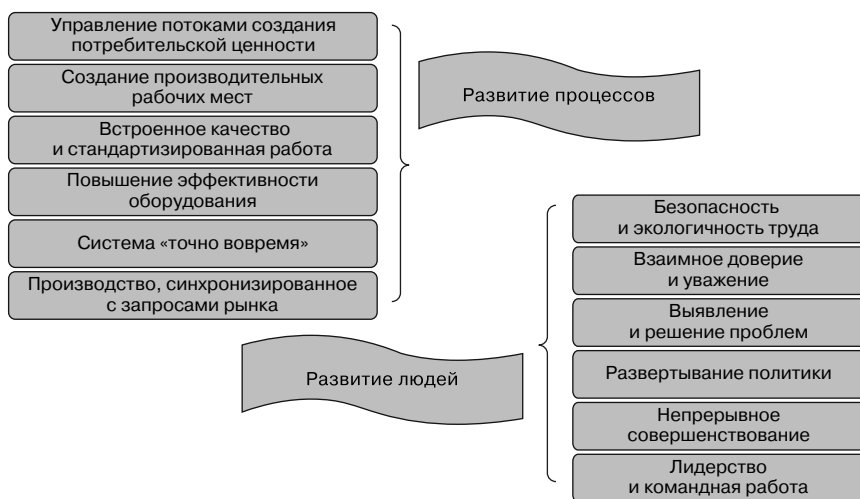 Управление потоками создания
потребительской ценности
Создание производительных
рабочих мест
Встроенное качество
и стандартизированная работа
Повышение эффективности
оборудования
Система «точно вовремя»
Производство, синхронизированное
с запросами рынка
Развитие процессов
Развитие людей
Безопасность
и экологичность труда
Взаимное доверие
и уважение
Выявление
и решение проблем
Развертывание политики
Непрерывное
совершенствование
Лидерство
и командная работа